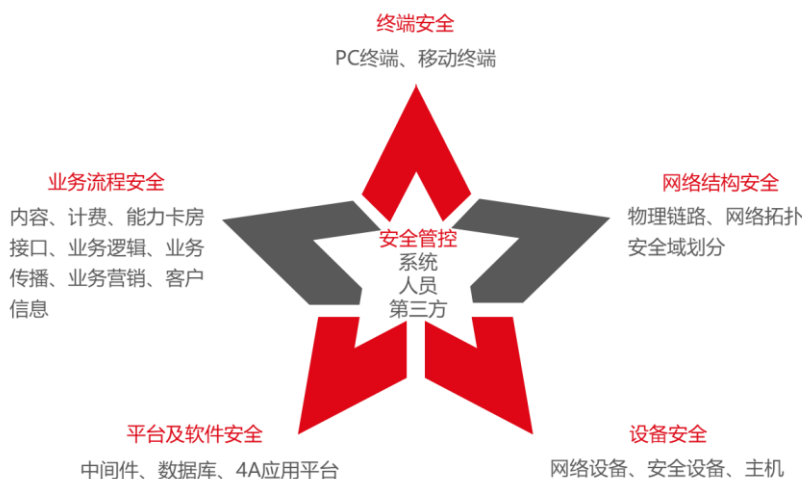 终端安全
PC终端、移动终端
业务流程安全
内容、计费、能力卡房
接口、业务逻辑、业务
传播、业务营销、客户
信息
网络结构安全
物理链路、网络拓扑
安全域划分
安全管控
系统
人员
第三方
平台及软件安全
中间件、数据库、4A应用平台
设备安全
网络设备、安全设备、主机